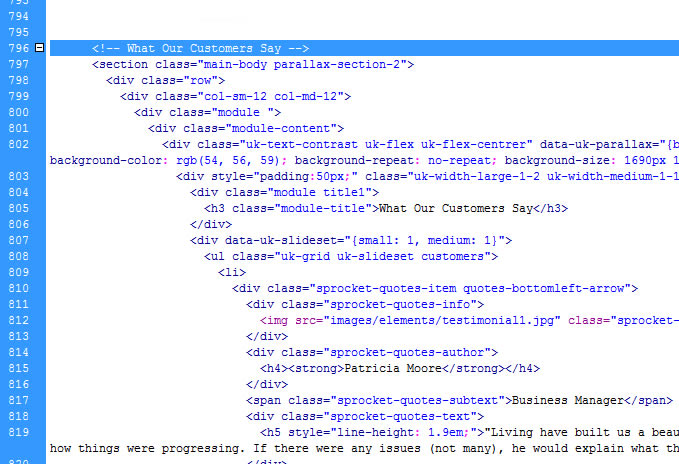 793
794
795
796 <!-- What Our Customers Say -->
797 <section class="main-body parallax-section-2">
798 <div class="row">
799 <div class="col-sm-12 col-md-12">
800 <div class="module ">
801 <div class="module-content">
802 <div class="uk-text-contrast uk-flex uk-flex-centrer" data-uk-parallax="{b
background-color: rgb(54, 56, 59); background-repeat: no-repeat; background-size: 1690px 1
803 <div style="padding:50px;" class="uk-width-large-1-2 uk-width-medium-1-1
804 <div class="module title1">
805 <h3 class="module-title">What Our Customers Say</h3>
806 </div>
807 <div data-uk-slideset="{small: 1, medium: 1}">
808 <ul class="uk-grid uk-slideset customers">
809 <li>
810 <div class="sprocket-quotes-item quotes-bottomleft-arrow">
811 <div class="sprocket-quotes-info">
812 <img src="images/elements/testimonial1.jpg" class="sprocket-
813 </div>
814 <div class="sprocket-quotes-author">
815 <h4><strong>Patricia Moore</strong></h4>
816 </div>
817 <span class="sprocket-quotes-subtext">Business Manager</span>
818 <div class="sprocket-quotes-text">
819 <h5 style="line-height: 1.9em;">"Living have built us a beau
how things were progressing. If there were any issues (not many), he would explain what th
820 </div>